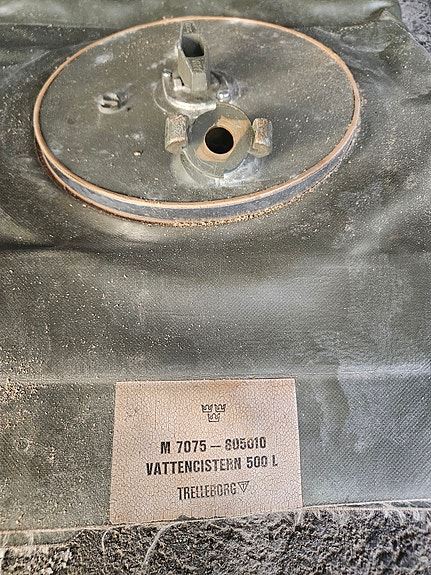 M 7075 – 805010
VATTENCISTERN 500 L
TRELLEBORG